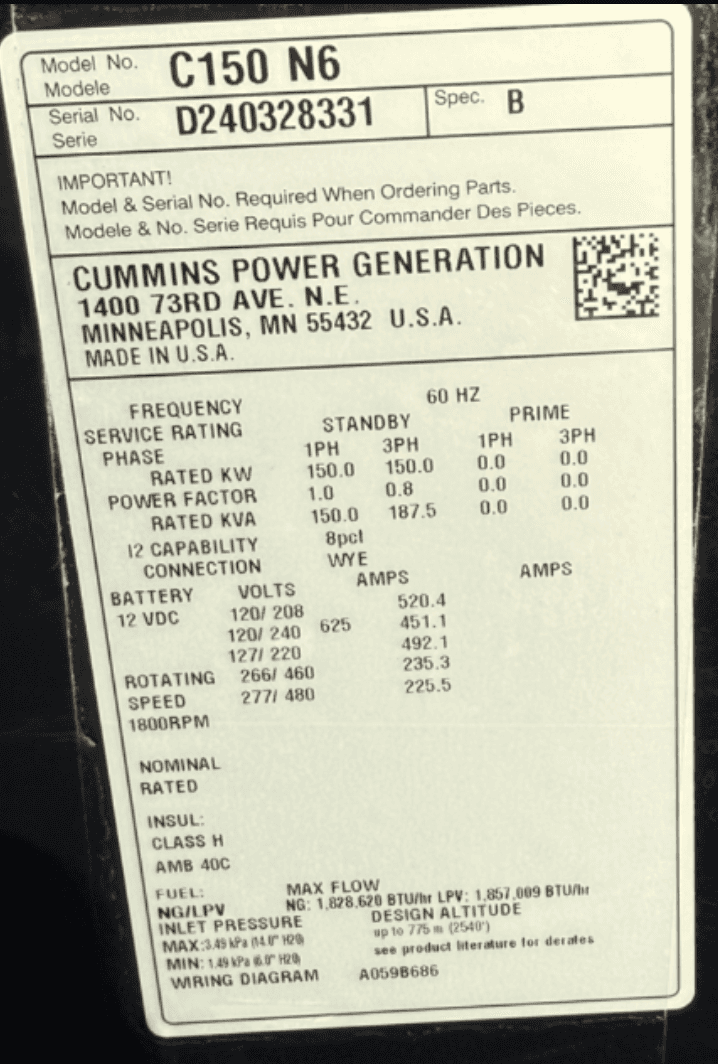 Model No. C150 N6
Modele
Serial No. D240328331 Spec. B
Serie
IMPORTANT!
Model & Serial No. Required When Ordering Parts.
Modele & No. Serie Requis Pour Commander Des Pieces.
CUMMINS POWER GENERATION
1400 73RD AVE. N.E.
MINNEAPOLIS, MN 55432 U.S.A.
MADE IN U.S.A.
FREQUENCY 60 HZ
SERVICE RATING STANDBY PRIME
PHASE 1PH 3PH 1PH 3PH
RATED KW 150.0 150.0 0.0 0.0
POWER FACTOR 1.0 0.8 0.0 0.0
RATED KVA 150.0 187.5 0.0 0.0
I2 CAPABILITY 8pct
CONNECTION WYE
BATTERY VOLTS AMPS AMPS
12 VDC 120/ 208 520.4
120/ 240 625 451.1
127/ 220 492.1
ROTATING 266/ 460 235.3
SPEED 277/ 480 225.5
1800RPM
NOMINAL
RATED
INSUL:
CLASS H
AMB 40C
FUEL: MAX FLOW
NG/LPV NG: 1,828,620 BTU/hr LPV: 1,857,009 BTU/hr
INLET PRESSURE DESIGN ALTITUDE
MAX: 3.49 kPa (14.0" H20) up to 775 m (2540')
MIN: 1.49 kPa (6.0" H20) see product literature for derates
WIRING DIAGRAM A059B686